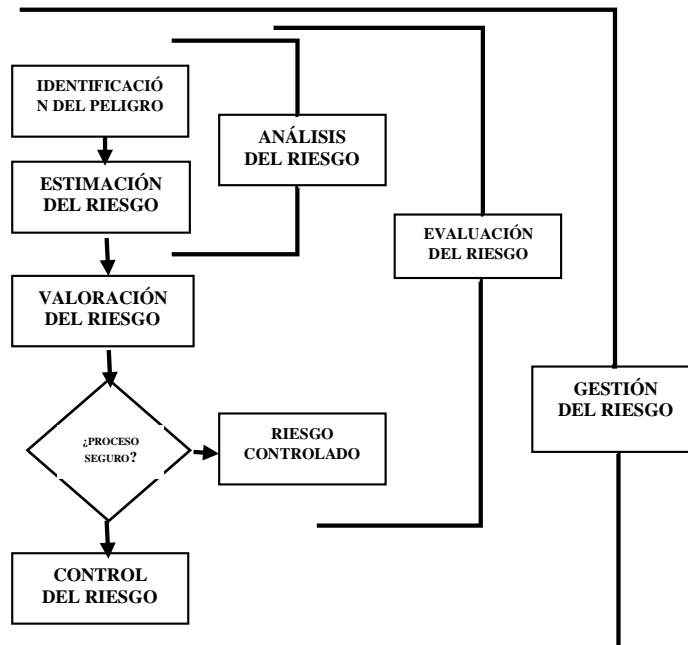 IDENTIFICACIÓ
N DEL PELIGRO
ANÁLISIS
DEL RIESGO
ESTIMACIÓN
DEL RIESGO
EVALUACIÓN
DEL RIESGO
VALORACIÓN
DEL RIESGO
GESTIÓN
DEL RIESGO
¿PROCESO
SEGURO?
RIESGO
CONTROLADO
CONTROL
DEL RIESGO